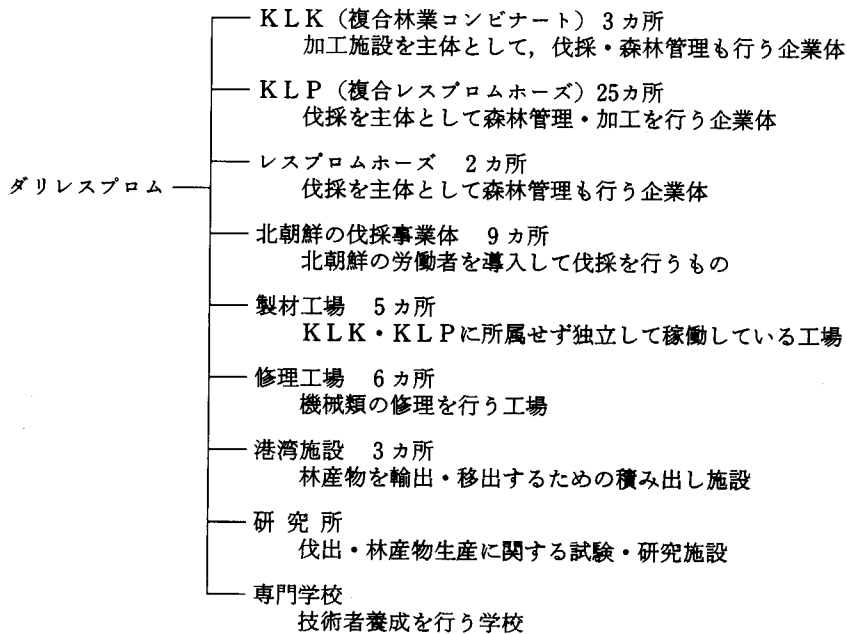 KLK（複合林業コンビナート）3カ所
加工施設を主体として，伐採・森林管理も行う企業体
KLP（複合レスプロムホーズ）25カ所
伐採を主体として森林管理・加工を行う企業体
レスプロムホーズ 2カ所
伐採を主体として森林管理も行う企業体
ダリレスプロム
北朝鮮の伐採事業体 9カ所
北朝鮮の労働者を導入して伐採を行うもの
製材工場 5カ所
KLK・KLPに所属せず独立して稼働している工場
修理工場 6カ所
機械類の修理を行う工場
港湾施設 3カ所
林産物を輸出・移出するための積み出し施設
研究所
伐出・林産物生産に関する試験・研究施設
専門学校
技術者養成を行う学校